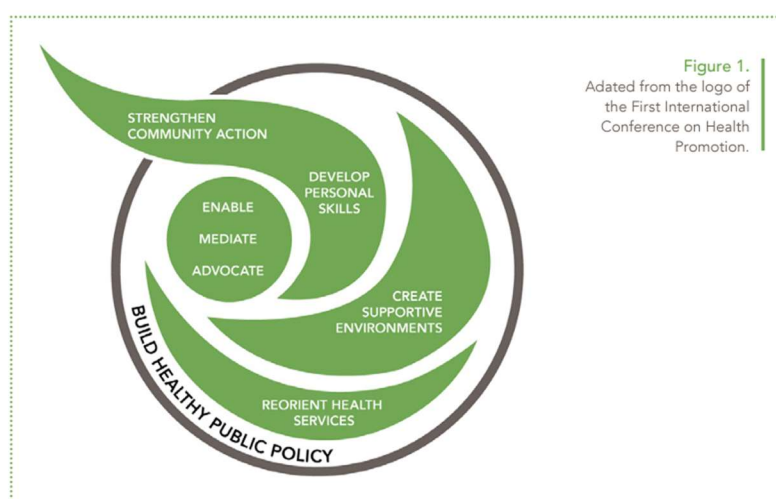 Figure 1.
Adated from the logo of
the First International
Conference on Health
Promotion.
STRENGTHEN
COMMUNITY ACTION
DEVELOP
PERSONAL
SKILLS
ENABLE
MEDIATE
ADVOCATE
CREATE
SUPPORTIVE
ENVIRONMENTS
REORIENT HEALTH
SERVICES
BUILD HEALTHY PUBLIC POLICY